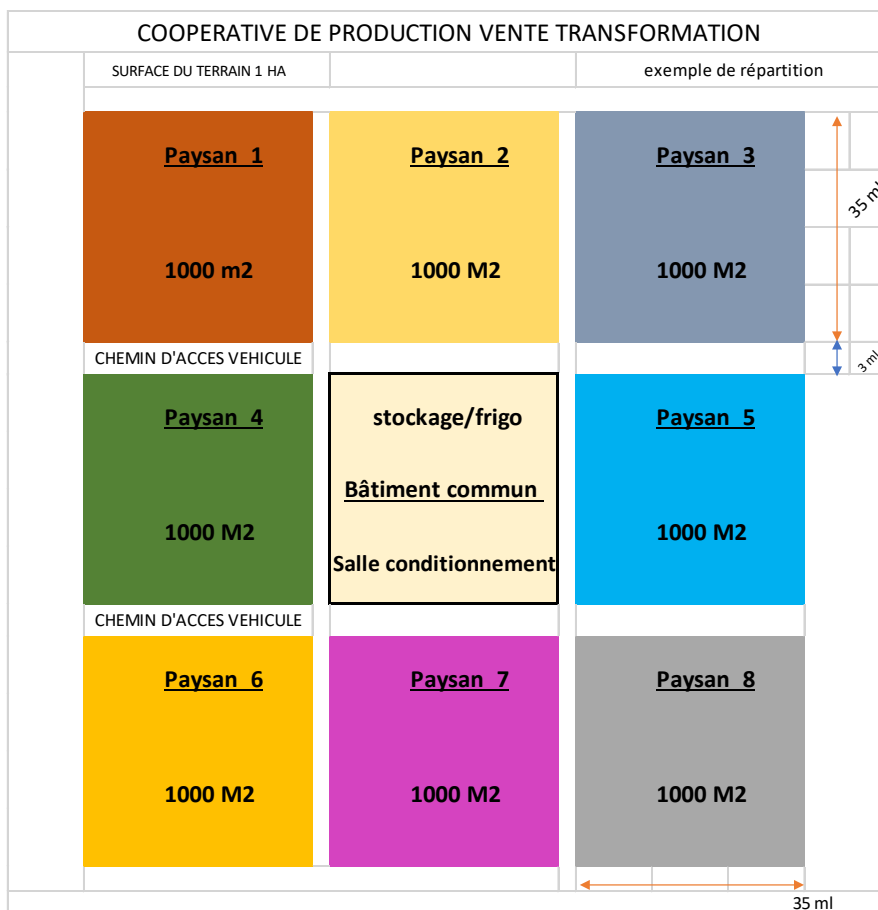 COOPERATIVE DE PRODUCTION VENTE TRANSFORMATION
SURFACE DU TERRAIN 1 HA
exemple de répartition
Paysan 1
Paysan 2
Paysan 3
35 ml
1000 m2
1000 M2
1000 M2
CHEMIN D'ACCES VEHICULE
3 ml
Paysan 4
stockage/frigo
Paysan 5
Bâtiment commun
1000 M2
1000 M2
Salle conditionnement
CHEMIN D'ACCES VEHICULE
Paysan 6
Paysan 7
Paysan 8
1000 M2
1000 M2
1000 M2
35 ml